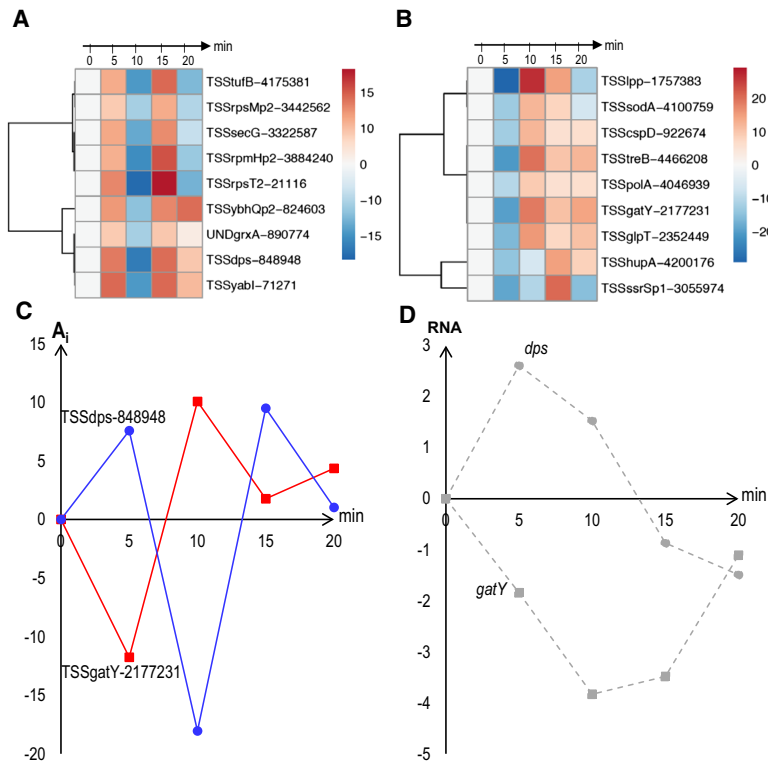 A
min
0 5 10 15 20
TSStufB–4175381
TSSrpsMp2–3442562
TSSsecG–3322587
TSSrpmHp2–3884240
TSSrpsT2–21116
TSSybhQp2–824603
UNDgrxA–890774
TSSdps–848948
TSSyabI–71271
15
10
0
−10
−15
B
min
0 5 10 15 20
TSSlpp–1757383
TSSsodA–4100759
TSScspD–922674
TSStreB–4466208
TSSpolA–4046939
TSSgatY–2177231
TSSglpT–2352449
TSShupA–4200176
TSSssrSp1–3055974
20
10
0
−10
−20
C
Ai
15
10
5
0
-5
-10
-15
-20
TSSdps-848948
TSSgatY-2177231
0 5 10 15 20
min
D
RNA
3
2
1
0
-1
-2
-3
-4
-5
dps
gatY
0 5 10 15 20
min